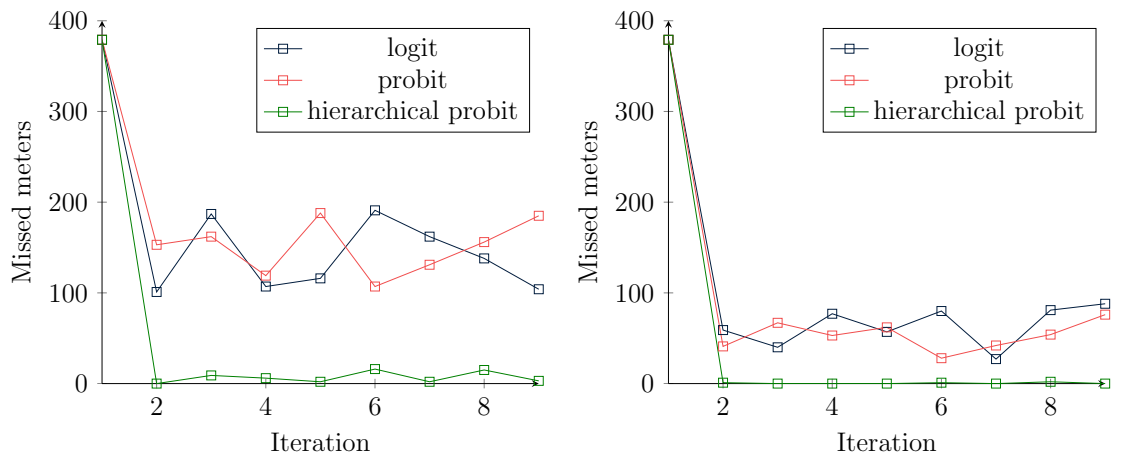 400
300
200
100
0
Missed meters
logit
probit
hierarchical probit
2 4 6 8
Iteration
400
300
200
100
0
Missed meters
logit
probit
hierarchical probit
2 4 6 8
Iteration